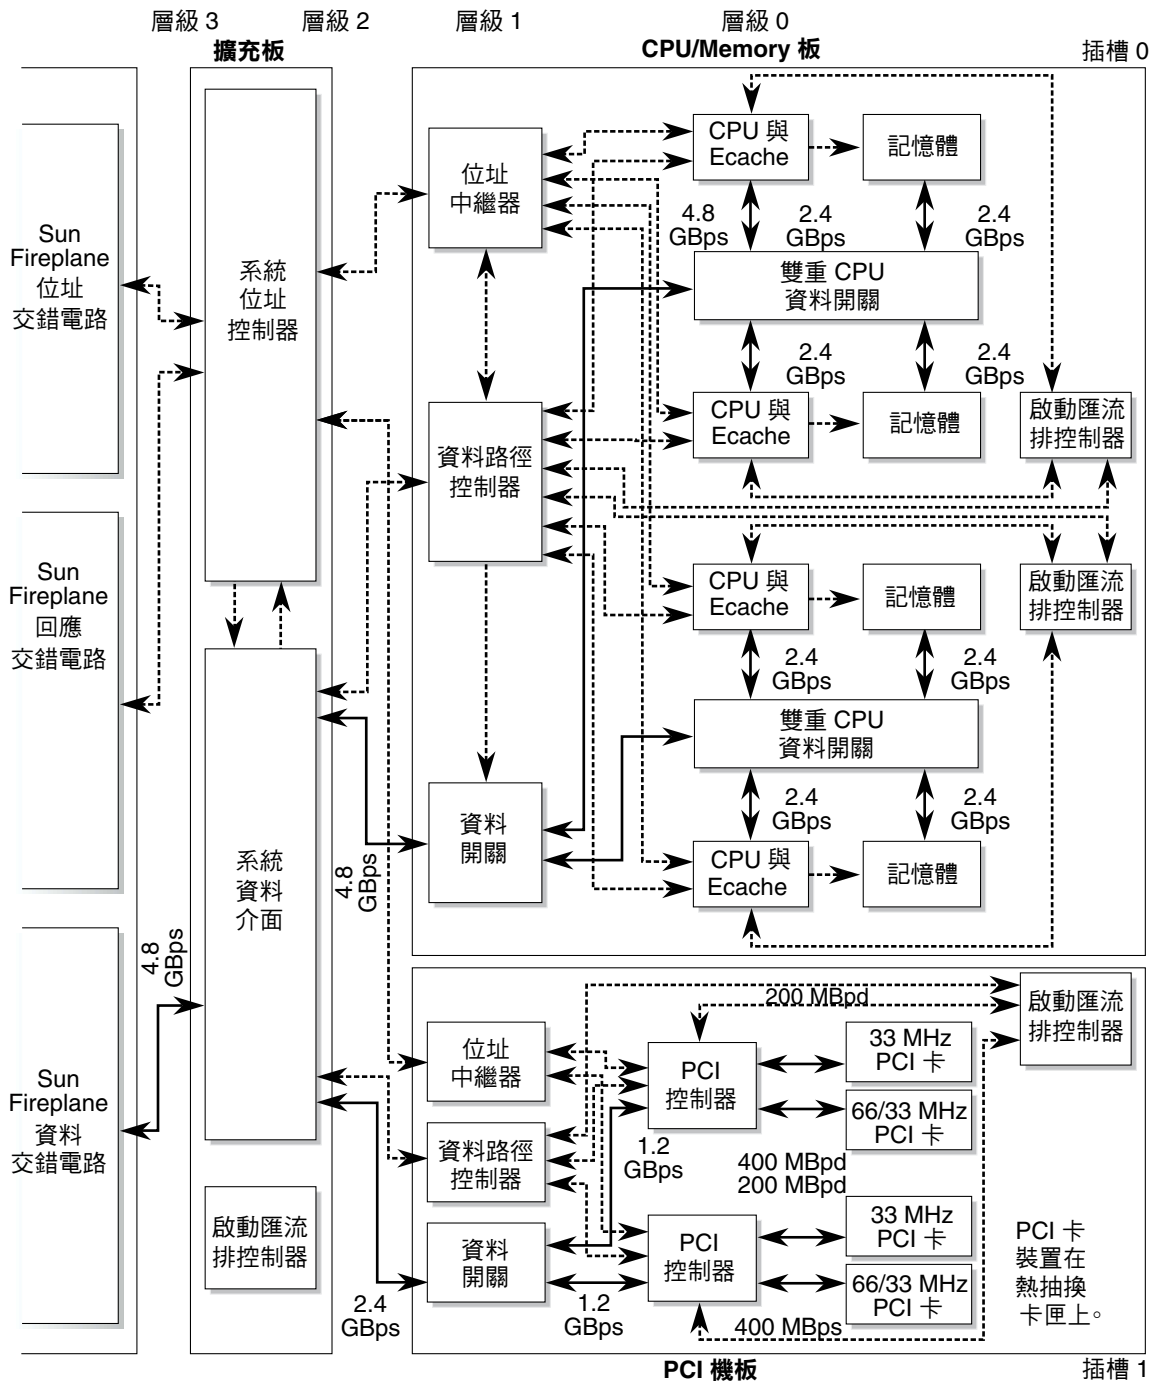 層級 3
層級 2
層級 1
層級 0
擴充板
CPU/Memory 板
插槽 0
Sun
Fireplane
位址
交錯電路
Sun
Fireplane
回應
交錯電路
Sun
Fireplane
資料
交錯電路
4.8
GBps
系統
位址
控制器
系統
資料
介面
啟動匯流
排控制器
4.8
GBps
2.4
GBps
位址
中繼器
資料路徑
控制器
資料
開關
CPU 與
Ecache
記憶體
4.8
GBps
2.4
GBps
2.4
GBps
雙重 CPU
資料開關
2.4
GBps
2.4
GBps
CPU 與
Ecache
記憶體
啟動匯流
排控制器
CPU 與
Ecache
記憶體
啟動匯流
排控制器
2.4
GBps
2.4
GBps
雙重 CPU
資料開關
2.4
GBps
2.4
GBps
CPU 與
Ecache
記憶體
200 MBpd
啟動匯流
排控制器
位址
中繼器
PCI
控制器
33 MHz
PCI 卡
66/33 MHz
PCI 卡
資料路徑
控制器
1.2
GBps
400 MBpd
200 MBpd
資料
開關
PCI
控制器
33 MHz
PCI 卡
66/33 MHz
PCI 卡
1.2
GBps
400 MBps
PCI 卡
裝置在
熱抽換
卡匣上。
PCI 機板
插槽 1